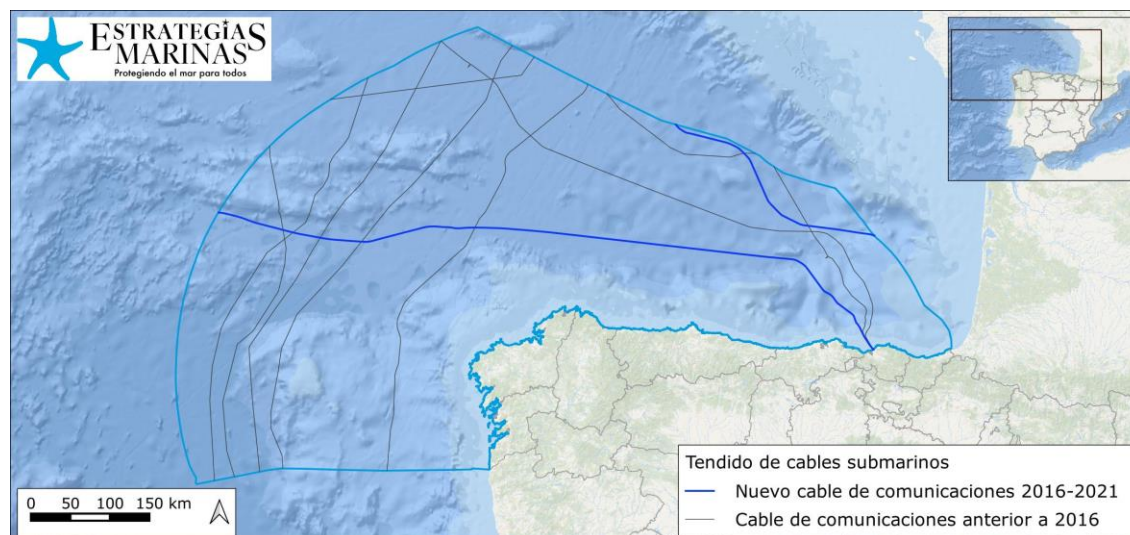 ESTRATEGIAS
MARINAS
Protegiendo el mar para todos
0 50 100 150 km
Tendido de cables submarinos
Nuevo cable de comunicaciones 2016-2021
Cable de comunicaciones anterior a 2016